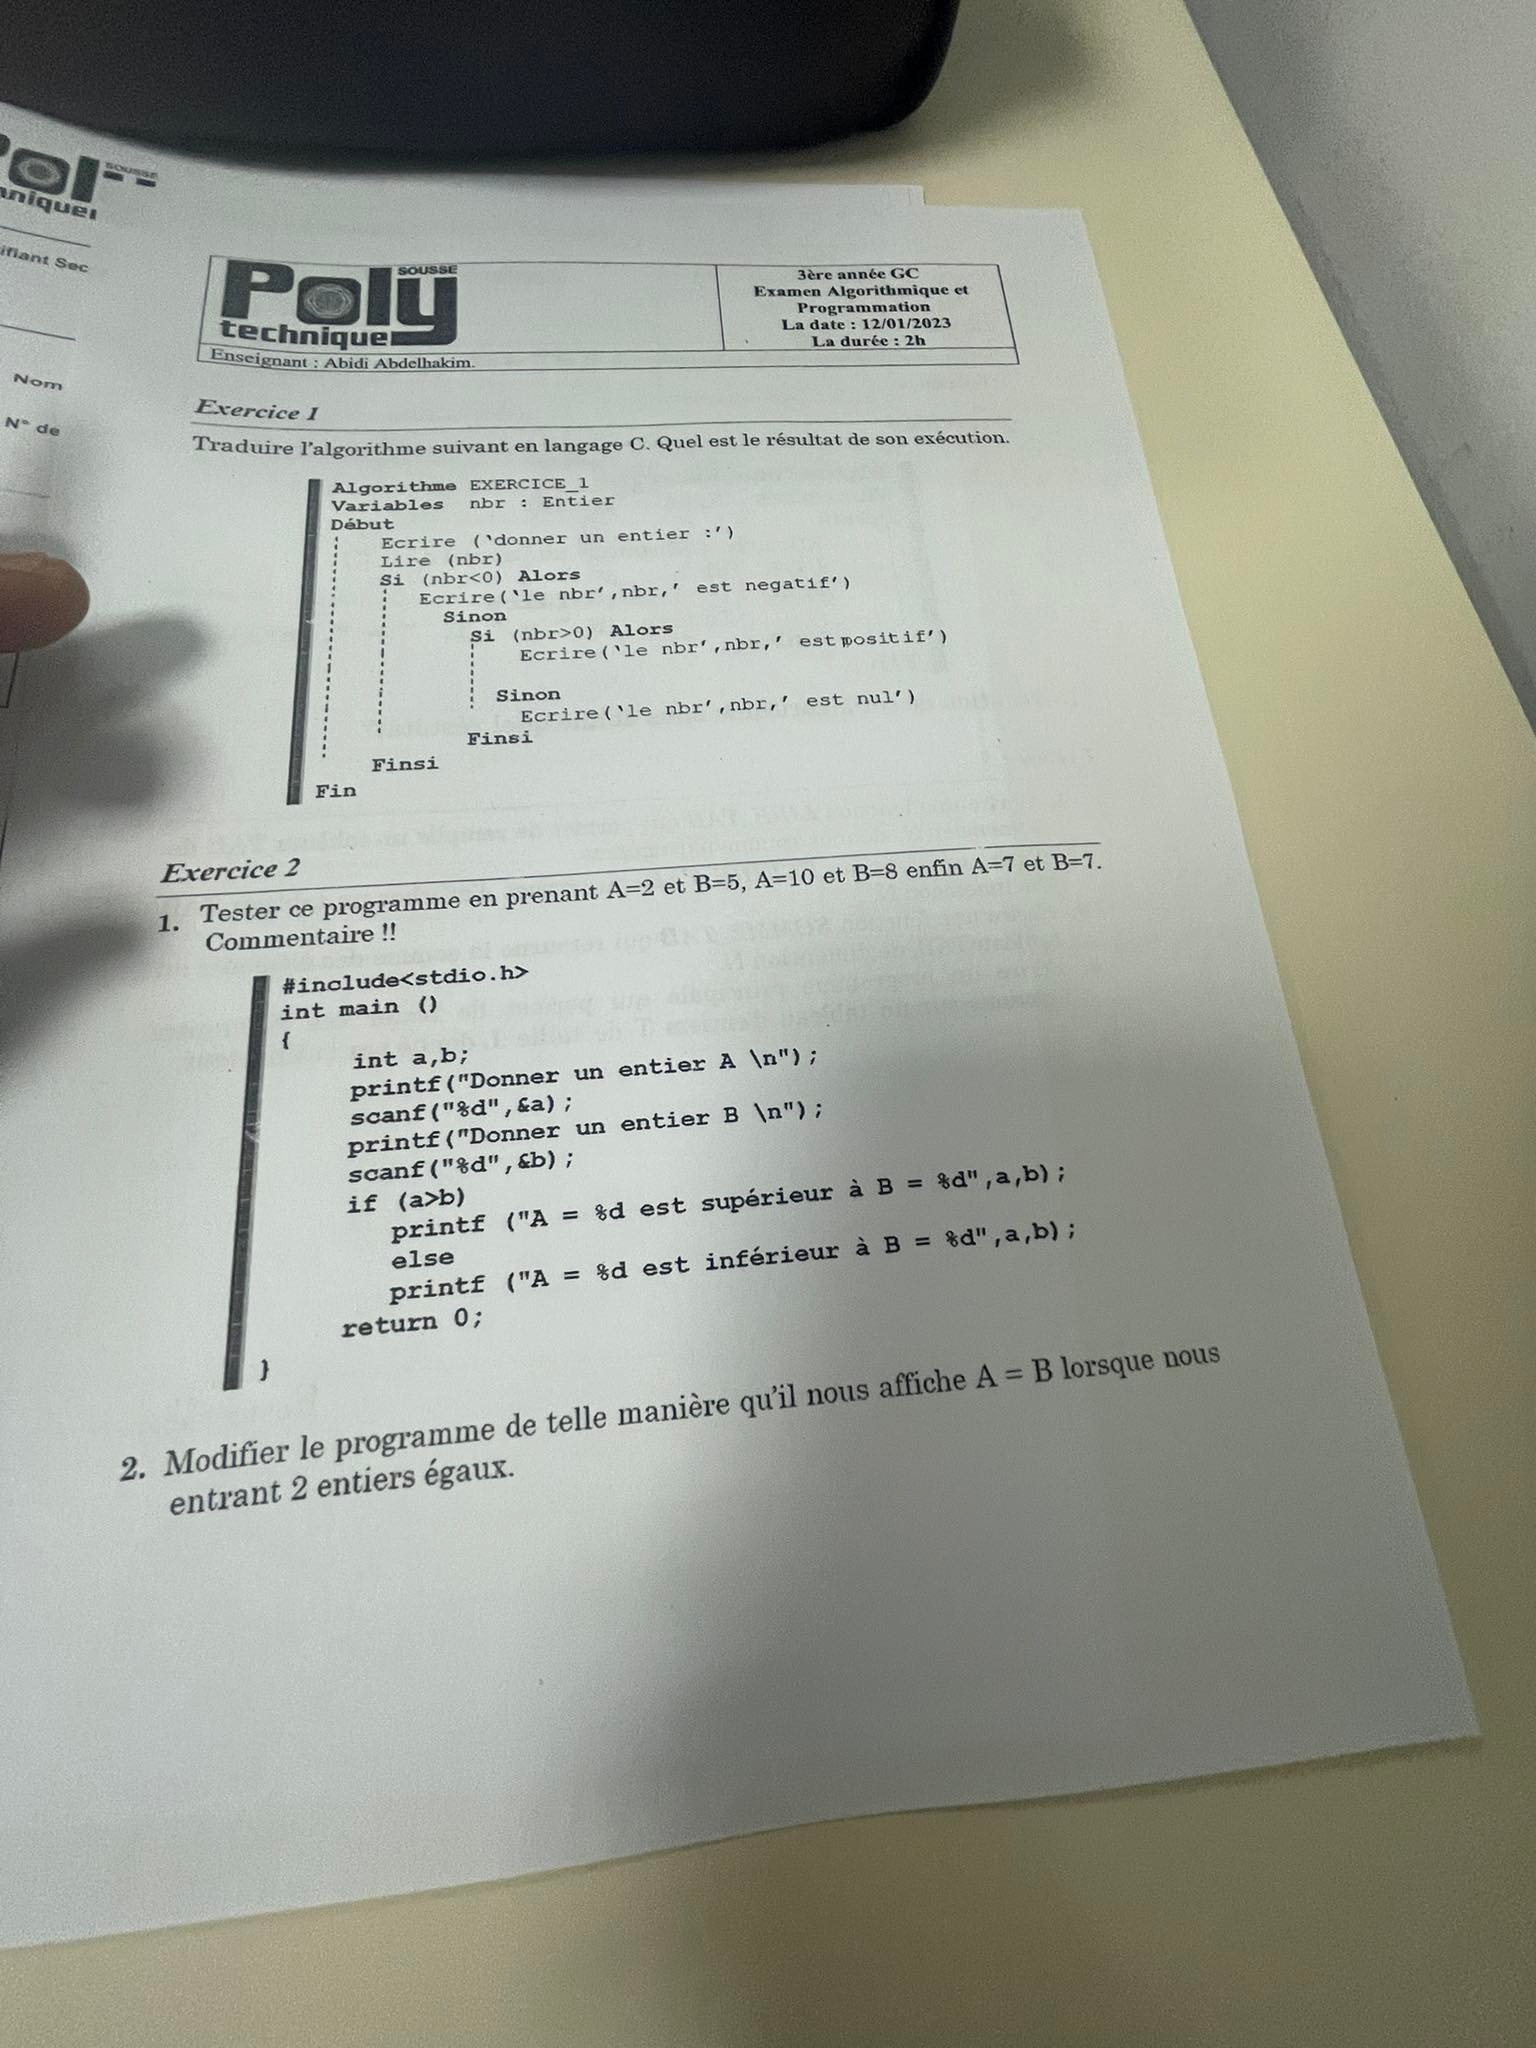 SOUSSE
niquer
ifiant Sec
Nom
N° de
Poly
SOUSSE
technique
3ère année GC
Examen Algorithmique et
Programmation
La date : 12/01/2023
La durée : 2h
Enseignant : Abidi Abdelhakim.
Exercice 1
Traduire l'algorithme suivant en langage C. Quel est le résultat de son exécution.
Algorithme EXERCICE_1
Variables nbr : Entier
Début
Ecrire (‘donner un entier :’)
Lire (nbr)
Si (nbr<0) Alors
Ecrire(‘le nbr’,nbr,’ est negatif’)
Sinon
Si (nbr>0) Alors
Ecrire(‘le nbr’,nbr,’ est positif’)
Sinon
Ecrire(‘le nbr’,nbr,’ est nul’)
Finsi
Finsi
Fin
Exercice 2
1. Tester ce programme en prenant A=2 et B=5, A=10 et B=8 enfin A=7 et B=7.
Commentaire !!
#include<stdio.h>
int main ()
{
int a,b;
printf("Donner un entier A \n");
scanf("%d",&a);
printf("Donner un entier B \n");
scanf("%d",&b);
if (a>b)
printf ("A = %d est supérieur à B = %d",a,b);
else
printf ("A = %d est inférieur à B = %d",a,b);
return 0;
}
2. Modifier le programme de telle manière qu'il nous affiche A = B lorsque nous
entrant 2 entiers égaux.